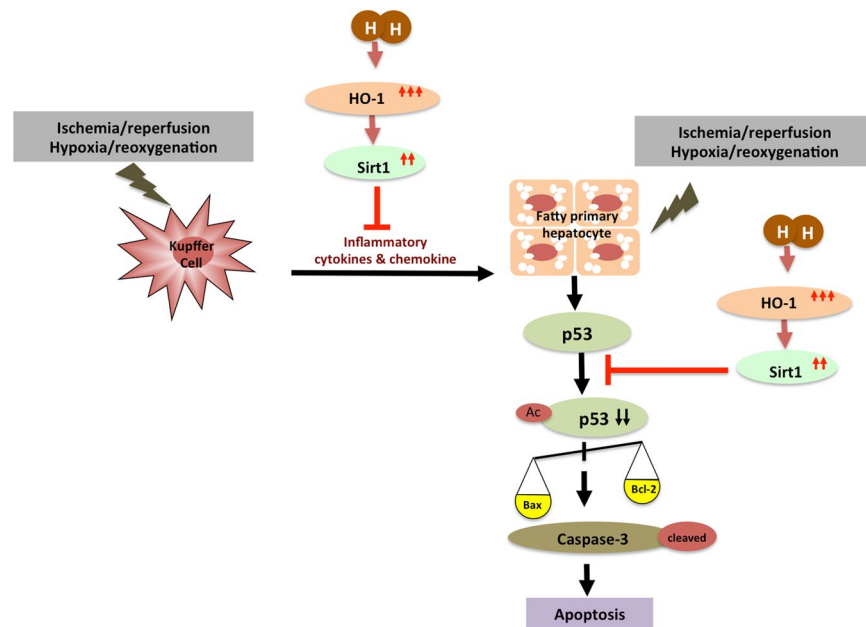 H H
HO-1
Sirt1
Ischemia/reperfusion
Hypoxia/reoxygenation
Kupffer
Cell
Inflammatory
cytokines & chemokine
Ischemia/reperfusion
Hypoxia/reoxygenation
Fatty primary
hepatocyte
H H
HO-1
Sirt1
p53
Ac
p53
Bax
Bcl-2
Caspase-3
cleaved
Apoptosis